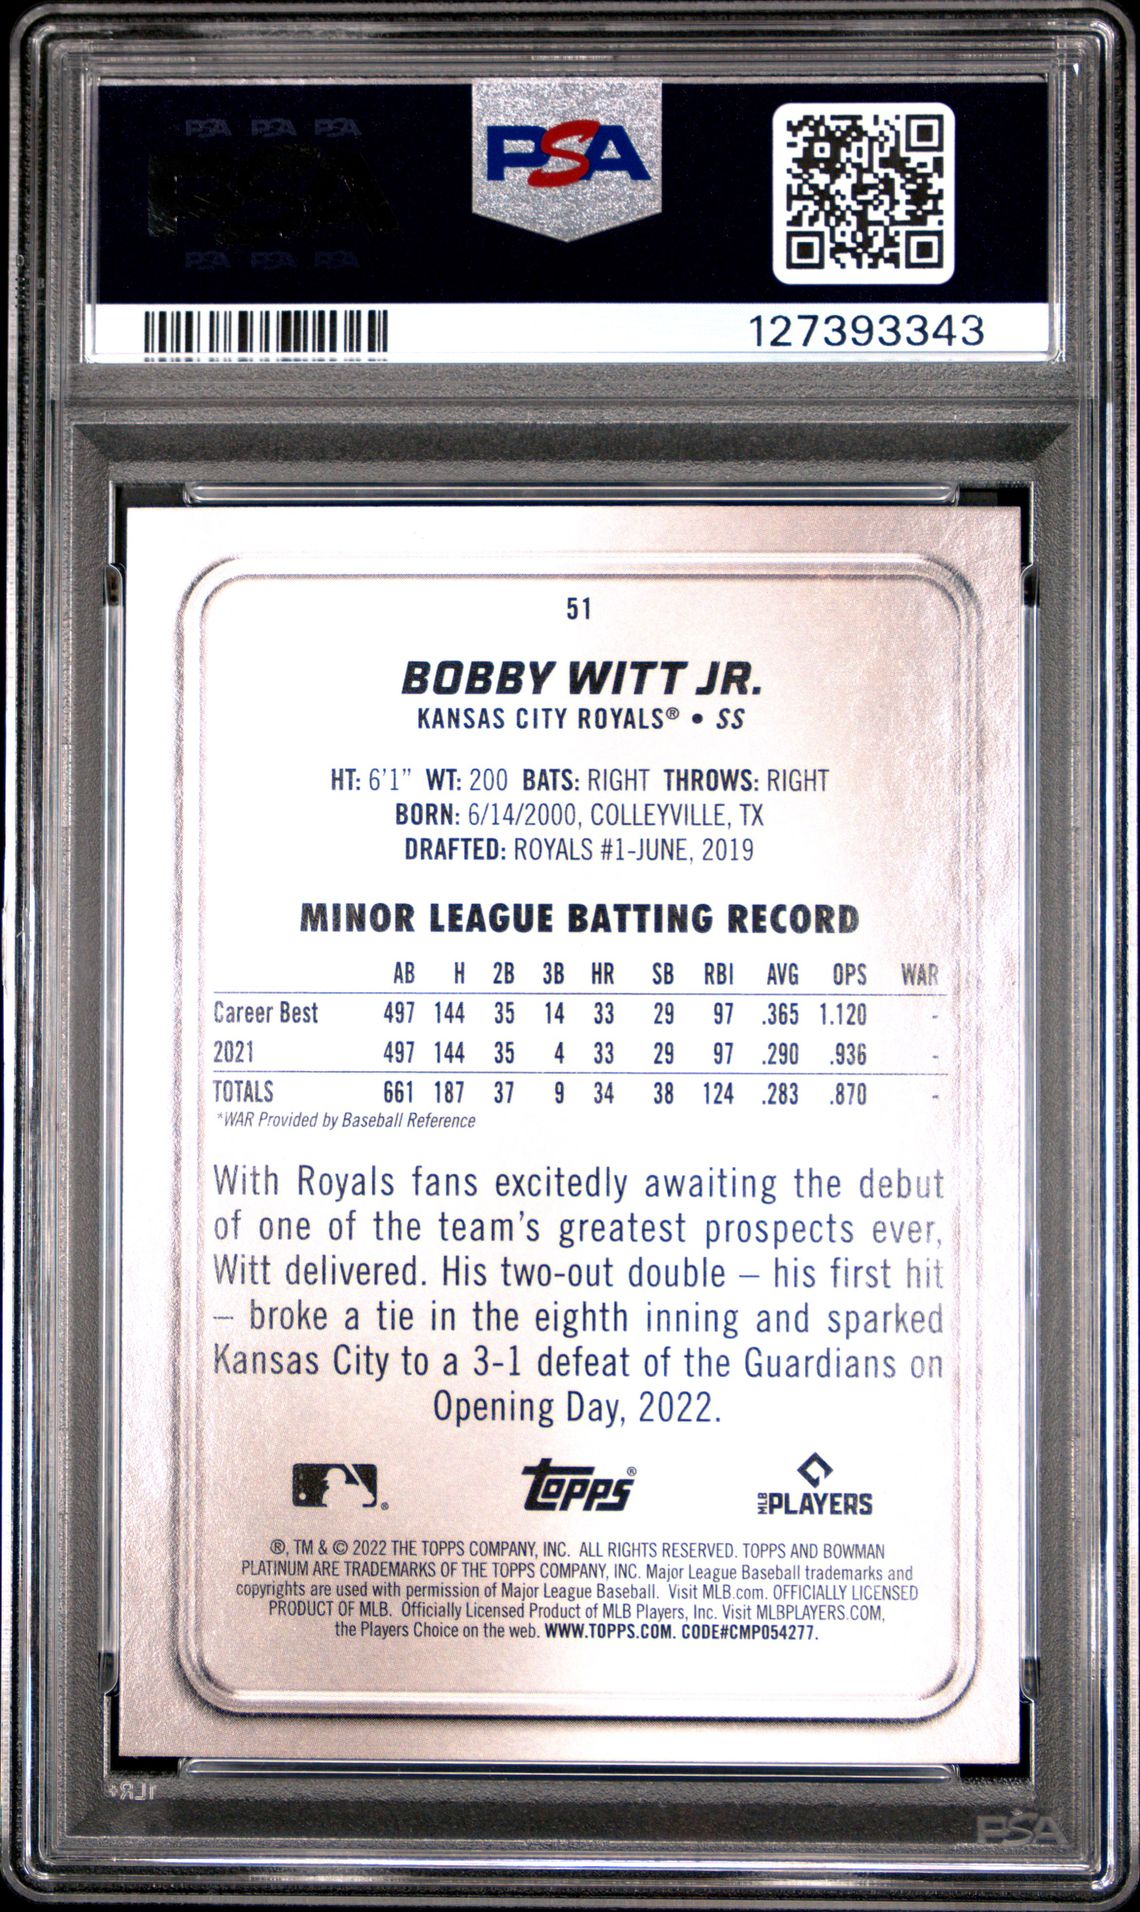 PSA PSA PSA
PSA
PSA
PSA PSA PSA
127393343
51
BOBBY WITT JR.
KANSAS CITY ROYALS® • SS
HT: 6'1" WT: 200 BATS: RIGHT THROWS: RIGHT
BORN: 6/14/2000, COLLEYVILLE, TX
DRAFTED: ROYALS #1-JUNE, 2019
MINOR LEAGUE BATTING RECORD
AB H 2B 3B HR SB RBI AVG OPS WAR
Career Best 497 144 35 14 33 29 97 .365 1.120 -
2021 497 144 35 4 33 29 97 .290 .936 -
TOTALS 661 187 37 9 34 38 124 .283 .870 -
*WAR Provided by Baseball Reference
With Royals fans excitedly awaiting the debut
of one of the team's greatest prospects ever,
Witt delivered. His two-out double – his first hit
– broke a tie in the eighth inning and sparked
Kansas City to a 3-1 defeat of the Guardians on
Opening Day, 2022.
Topps®
MLB PLAYERS
®, TM & © 2022 THE TOPPS COMPANY, INC. ALL RIGHTS RESERVED. TOPPS AND BOWMAN
PLATINUM ARE TRADEMARKS OF THE TOPPS COMPANY, INC. Major League Baseball trademarks and
copyrights are used with permission of Major League Baseball. Visit MLB.com. OFFICIALLY LICENSED
PRODUCT OF MLB. Officially Licensed Product of MLB Players, Inc. Visit MLBPLAYERS.COM,
the Players Choice on the web. WWW.TOPPS.COM. CODE#CMP054277.
PSA